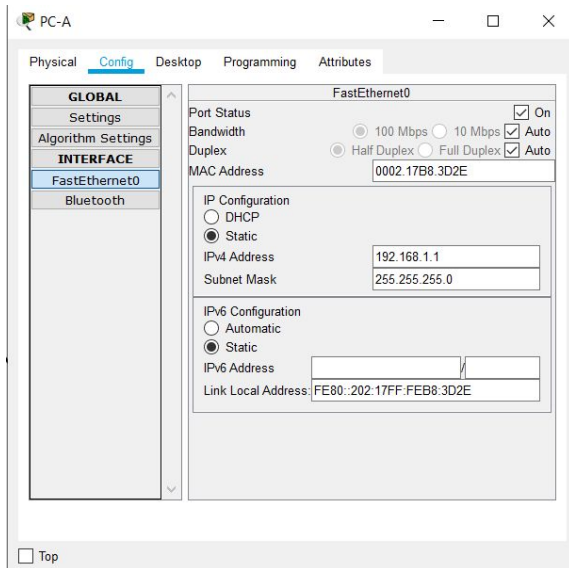 PC-A
Physical Config Desktop Programming Attributes
GLOBAL
Settings
Algorithm Settings
INTERFACE
FastEthernet0
Bluetooth
FastEthernet0
Port Status On
Bandwidth 100 Mbps 10 Mbps Auto
Duplex Half Duplex Full Duplex Auto
MAC Address 0002.17B8.3D2E
IP Configuration
DHCP
Static
IPv4 Address 192.168.1.1
Subnet Mask 255.255.255.0
IPv6 Configuration
Automatic
Static
IPv6 Address /
Link Local Address: FE80::202:17FF:FEB8:3D2E
Top